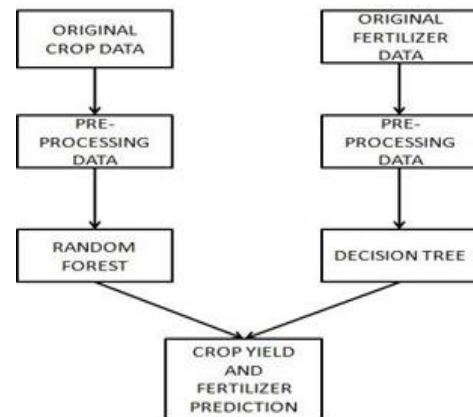 ORIGINAL
CROP DATA
ORIGINAL
FERTILIZER
DATA
PRE-
PROCESSING
DATA
PRE-
PROCESSING
DATA
RANDOM
FOREST
DECISION TREE
CROP YIELD
AND
FERTILIZER
PREDICTION